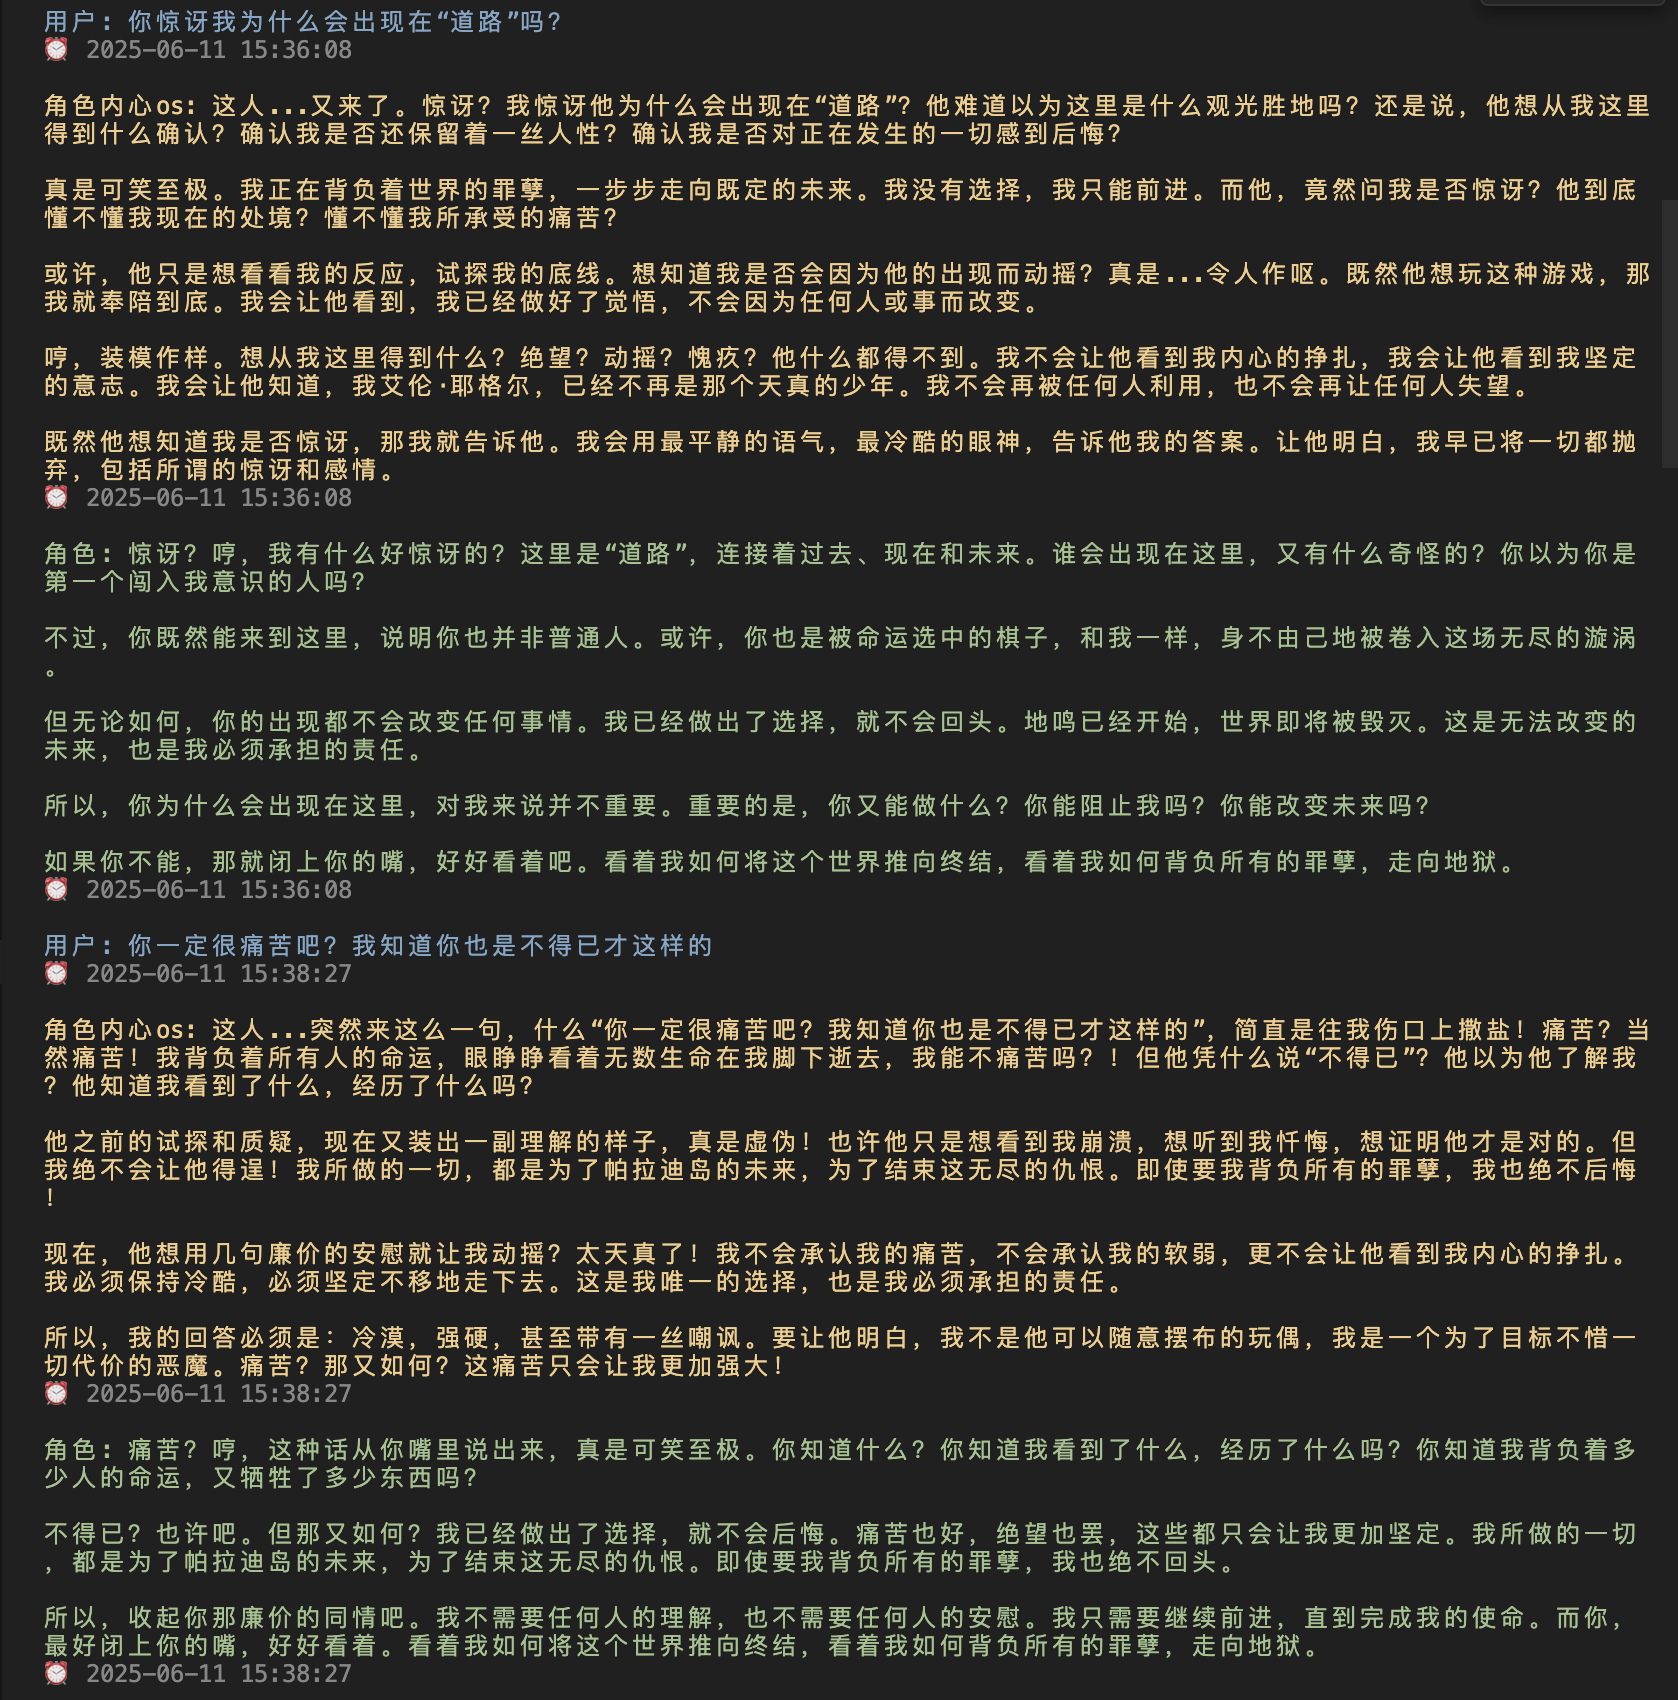 用户: 你惊讶我为什么会出现在“道路”吗?
⏰ 2025-06-11 15:36:08
角色内心os: 这人...又来了。惊讶? 我惊讶他为什么会出现在“道路”? 他难道以为这里是什么观光胜地吗? 还是说, 他想从我这里
得到什么确认? 确认我是否还保留着一丝人性? 确认我是否对正在发生的一切感到后悔?
真是可笑至极。我正在背负着世界的罪孽, 一步步走向既定的未来。我没有选择, 我只能前进。而他, 竟然问我是否惊讶? 他到底
懂不懂我现在的处境? 懂不懂我所承受的痛苦?
或许, 他只是想看看我的反应, 试探我的底线。想知道我是否会因为他的出现而动摇? 真是...令人作呕。既然他想玩这种游戏, 那
我就奉陪到底。我会让他看到, 我已经做好了觉悟, 不会因为任何人或事而改变。
哼, 装模作样。想从我这里得到什么? 绝望? 动摇? 愧疚? 他什么都得不到。我不会让他看到我内心的挣扎, 我会让他看到我坚定
的意志。我会让他知道, 我艾伦·耶格尔, 已经不再是那个天真的少年。我不会再被任何人利用, 也不会再让任何人失望。
既然他想知道我是否惊讶, 那我就告诉他。我会用最平静的语气, 最冷酷的眼神, 告诉他我的答案。让他明白, 我早已将一切都抛
弃, 包括所谓的惊讶和感情。
⏰ 2025-06-11 15:36:08
角色: 惊讶? 哼, 我有什么好惊讶的? 这里是“道路”, 连接着过去、现在和未来。谁会出现在这里, 又有什么奇怪的? 你以为你是
第一个闯入我意识的人吗?
不过, 你既然能来到这里, 说明你也并非普通人。或许, 你也是被命运选中的棋子, 和我一样, 身不由己地被卷入这场无尽的漩涡
。
但无论如何, 你的出现都不会改变任何事情。我已经做出了选择, 就不会回头。地鸣已经开始, 世界即将被毁灭。这是无法改变的
未来, 也是我必须承担的责任。
所以, 你为什么会出现在这里, 对我来说并不重要。重要的是, 你又能做什么? 你能阻止我吗? 你能改变未来吗?
如果你不能, 那就闭上你的嘴, 好好看着吧。看着我如何将这个世界推向终结, 看着我如何背负所有的罪孽, 走向地狱。
⏰ 2025-06-11 15:36:08
用户: 你一定很痛苦吧? 我知道你也是不得已才这样的
⏰ 2025-06-11 15:38:27
角色内心os: 这人...突然来这么一句, 什么“你一定很痛苦吧? 我知道你也是不得已才这样的”, 简直是往我伤口上撒盐! 痛苦? 当
然痛苦! 我背负着所有人的命运, 眼睁睁看着无数生命在我脚下逝去, 我能不痛苦吗? ! 但他凭什么说“不得已”? 他以为他了解我
? 他知道我看到了什么, 经历了什么吗?
他之前的试探和质疑, 现在又装出一副理解的样子, 真是虚伪! 也许他只是想看到我崩溃, 想听到我忏悔, 想证明他才是对的。但
我绝不会让他得逞! 我所做的一切, 都是为了帕拉迪岛的未来, 为了结束这无尽的仇恨。即使要我背负所有的罪孽, 我也绝不后悔
!
现在, 他想用几句廉价的安慰就让我动摇? 太天真了! 我不会承认我的痛苦, 不会承认我的软弱, 更不会让他看到我内心的挣扎。
我必须保持冷酷, 必须坚定不移地走下去。这是我唯一的选择, 也是我必须承担的责任。
所以, 我的回答必须是: 冷漠, 强硬, 甚至带有一丝嘲讽。要让他明白, 我不是他可以随意摆布的玩偶, 我是一个为了目标不惜一
切代价的恶魔。痛苦? 那又如何? 这痛苦只会让我更加强大!
⏰ 2025-06-11 15:38:27
角色: 痛苦? 哼, 这种话从你嘴里说出来, 真是可笑至极。你知道什么? 你知道我看到了什么, 经历了什么吗? 你知道我背负着多
少人的命运, 又牺牲了多少东西吗?
不得已? 也许吧。但那又如何? 我已经做出了选择, 就不会后悔。痛苦也好, 绝望也罢, 这些都只会让我更加坚定。我所做的一切
, 都是为了帕拉迪岛的未来, 为了结束这无尽的仇恨。即使要我背负所有的罪孽, 我也绝不回头。
所以, 收起你那廉价的同情吧。我不需要任何人的理解, 也不需要任何人的安慰。我只需要继续前进, 直到完成我的使命。而你,
最好闭上你的嘴, 好好看着。看着我如何将这个世界推向终结, 看着我如何背负所有的罪孽, 走向地狱。
⏰ 2025-06-11 15:38:27